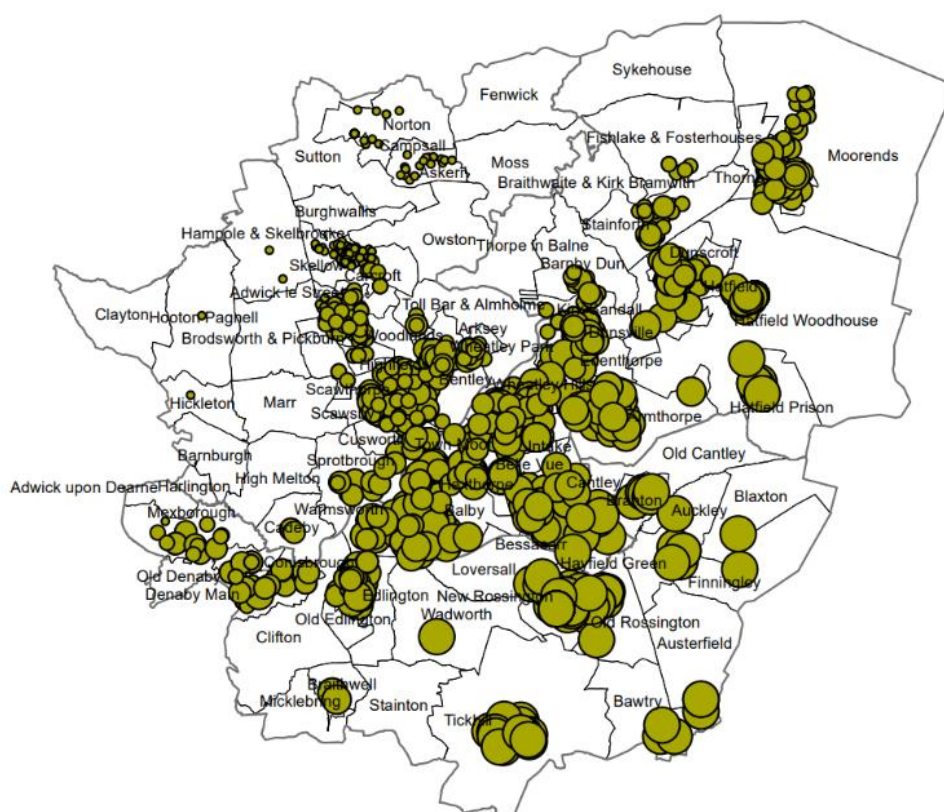 Sykehouse
Fenwick
Norton
Campsall
Fishlake & Fosterhouses
Sutton
Moss
Moorends
Askern
Braithwaite & Kirk Bramwith
Thorne
Burghwallis
Stainforth
Hampole & Skelbrooke
Owston
Thorpe in Balne
Dunscroft
Skellow
Barnby Dun
Carcroft
Hatfield
Adwick le Street
Toll Bar & Almholme
Clayton
Hooton Pagnell
Kirk Sandall
Hatfield Woodhouse
Brodsworth & Pickburn
Woodlands
Arksey
Dunsville
Wheatley Park
Edenthorpe
Highfields
Bentley
Wheatley Hills
Scawthorpe
Hickleton
Marr
Armthorpe
Hatfield Prison
Scawsby
Cusworth
Town Moor
Intake
Barnburgh
Old Cantley
Sprotbrough
Belle Vue
High Melton
Cantley
Adwick upon Dearne
Harlington
Hexthorpe
Branton
Blaxton
Mexborough
Warmsworth
Balby
Auckley
Cadeby
Bessacarr
Conisbrough
Loversall
Hayfield Green
Old Denaby
Finningley
Denaby Main
Edlington
New Rossington
Old Edlington
Wadworth
Old Rossington
Clifton
Austerfield
Braithwell
Micklebring
Stainton
Bawtry
Tickhill